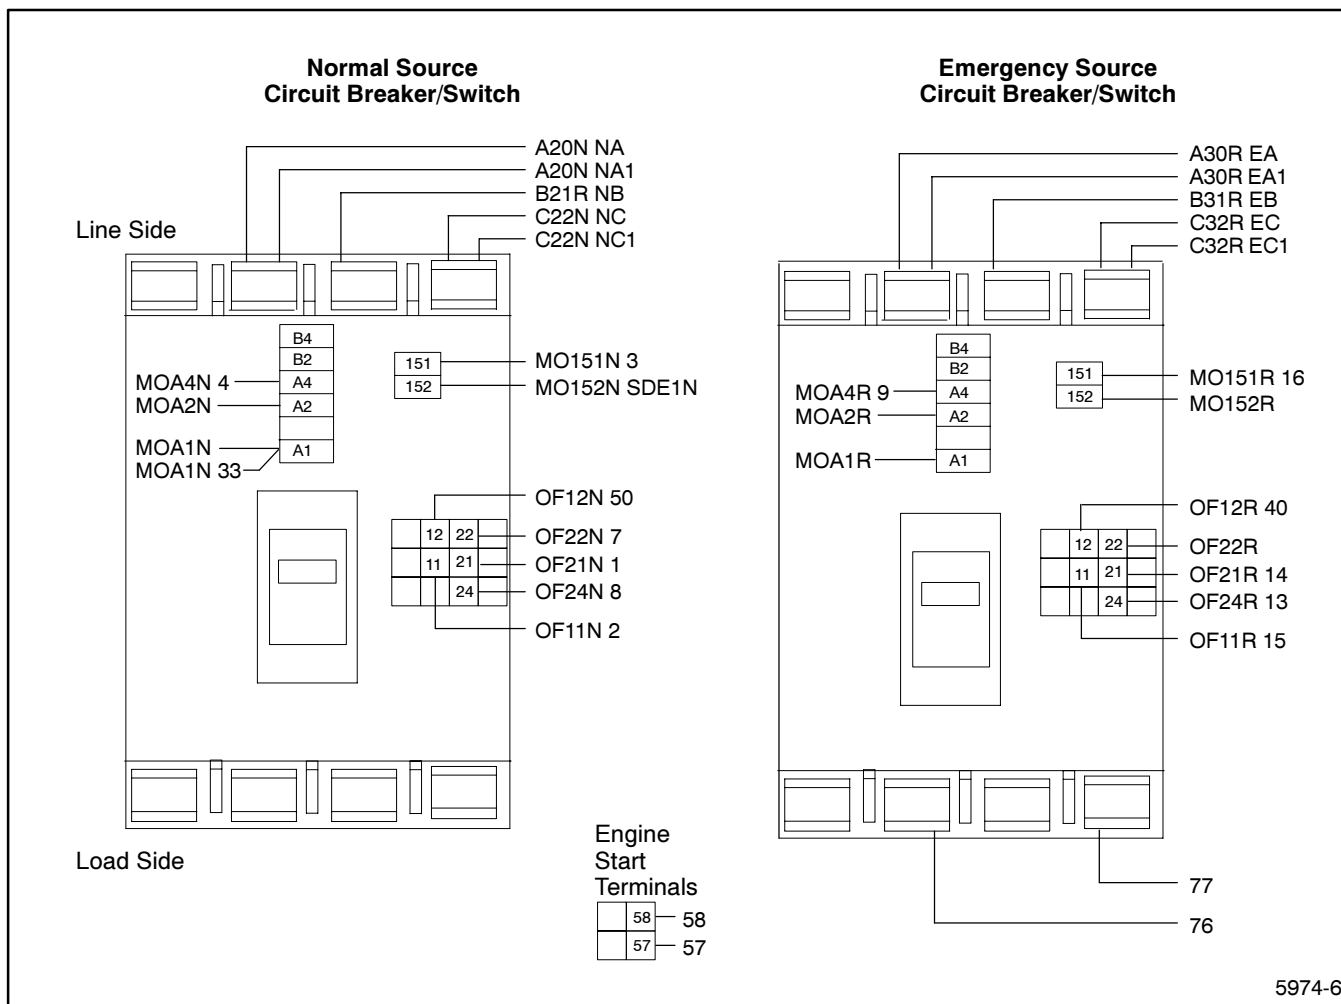 Normal Source
Circuit Breaker/Switch
A20N NA
A20N NA1
B21R NB
C22N NC
C22N NC1
Line Side
B4
B2
A4
A2
A1
MOA4N 4
MOA2N
MOA1N
MOA1N 33
151
152
MO151N 3
MO152N SDE1N
OF12N 50
12 22
11 21
24
OF22N 7
OF21N 1
OF24N 8
OF11N 2
Load Side
Engine
Start
Terminals
58 58
57 57
Emergency Source
Circuit Breaker/Switch
A30R EA
A30R EA1
B31R EB
C32R EC
C32R EC1
B4
B2
A4
A2
A1
MOA4R 9
MOA2R
MOA1R
151
152
MO151R 16
MO152R
OF12R 40
12 22
11 21
24
OF22R
OF21R 14
OF24R 13
OF11R 15
77
76
5974-6